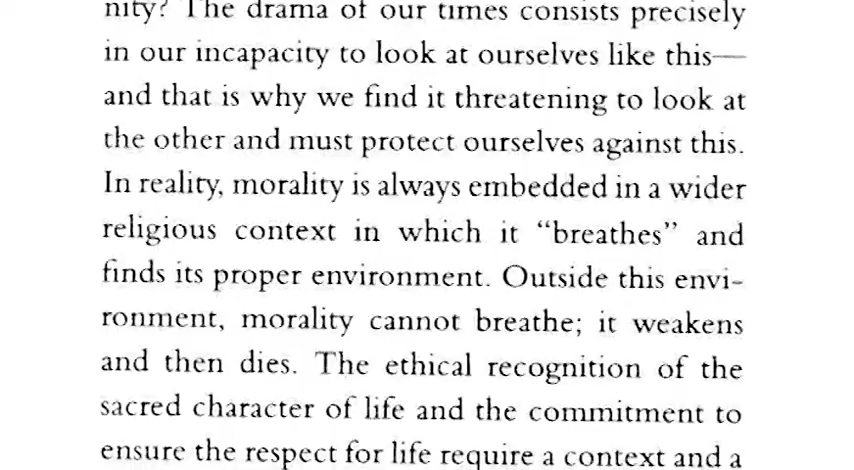 nity? The drama of our times consists precisely
in our incapacity to look at ourselves like this—
and that is why we find it threatening to look at
the other and must protect ourselves against this.
In reality, morality is always embedded in a wider
religious context in which it “breathes” and
finds its proper environment. Outside this envi-
ronment, morality cannot breathe; it weakens
and then dies. The ethical recognition of the
sacred character of life and the commitment to
ensure the respect for life require a context and a